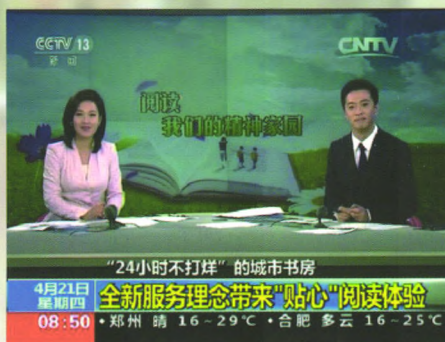 CCTV 13
新闻
CNTV
阅读
我们的精神家园
"24小时不打烊"的城市书房
4月21日
星期四
全新服务理念带来"贴心"阅读体验
08:50
•郑州 晴 16~29℃ •合肥 多云 16~25℃